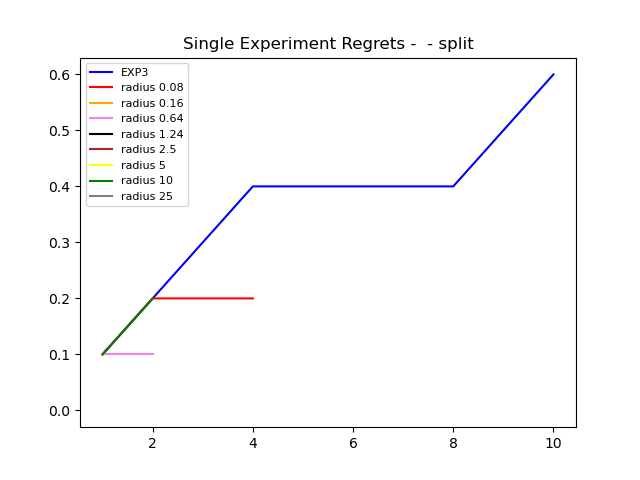 Single Experiment Regrets -  - split
EXP3
radius 0.08
radius 0.16
radius 0.64
radius 1.24
radius 2.5
radius 5
radius 10
radius 25
0.6
0.5
0.4
0.3
0.2
0.1
0.0
2 4 6 8 10